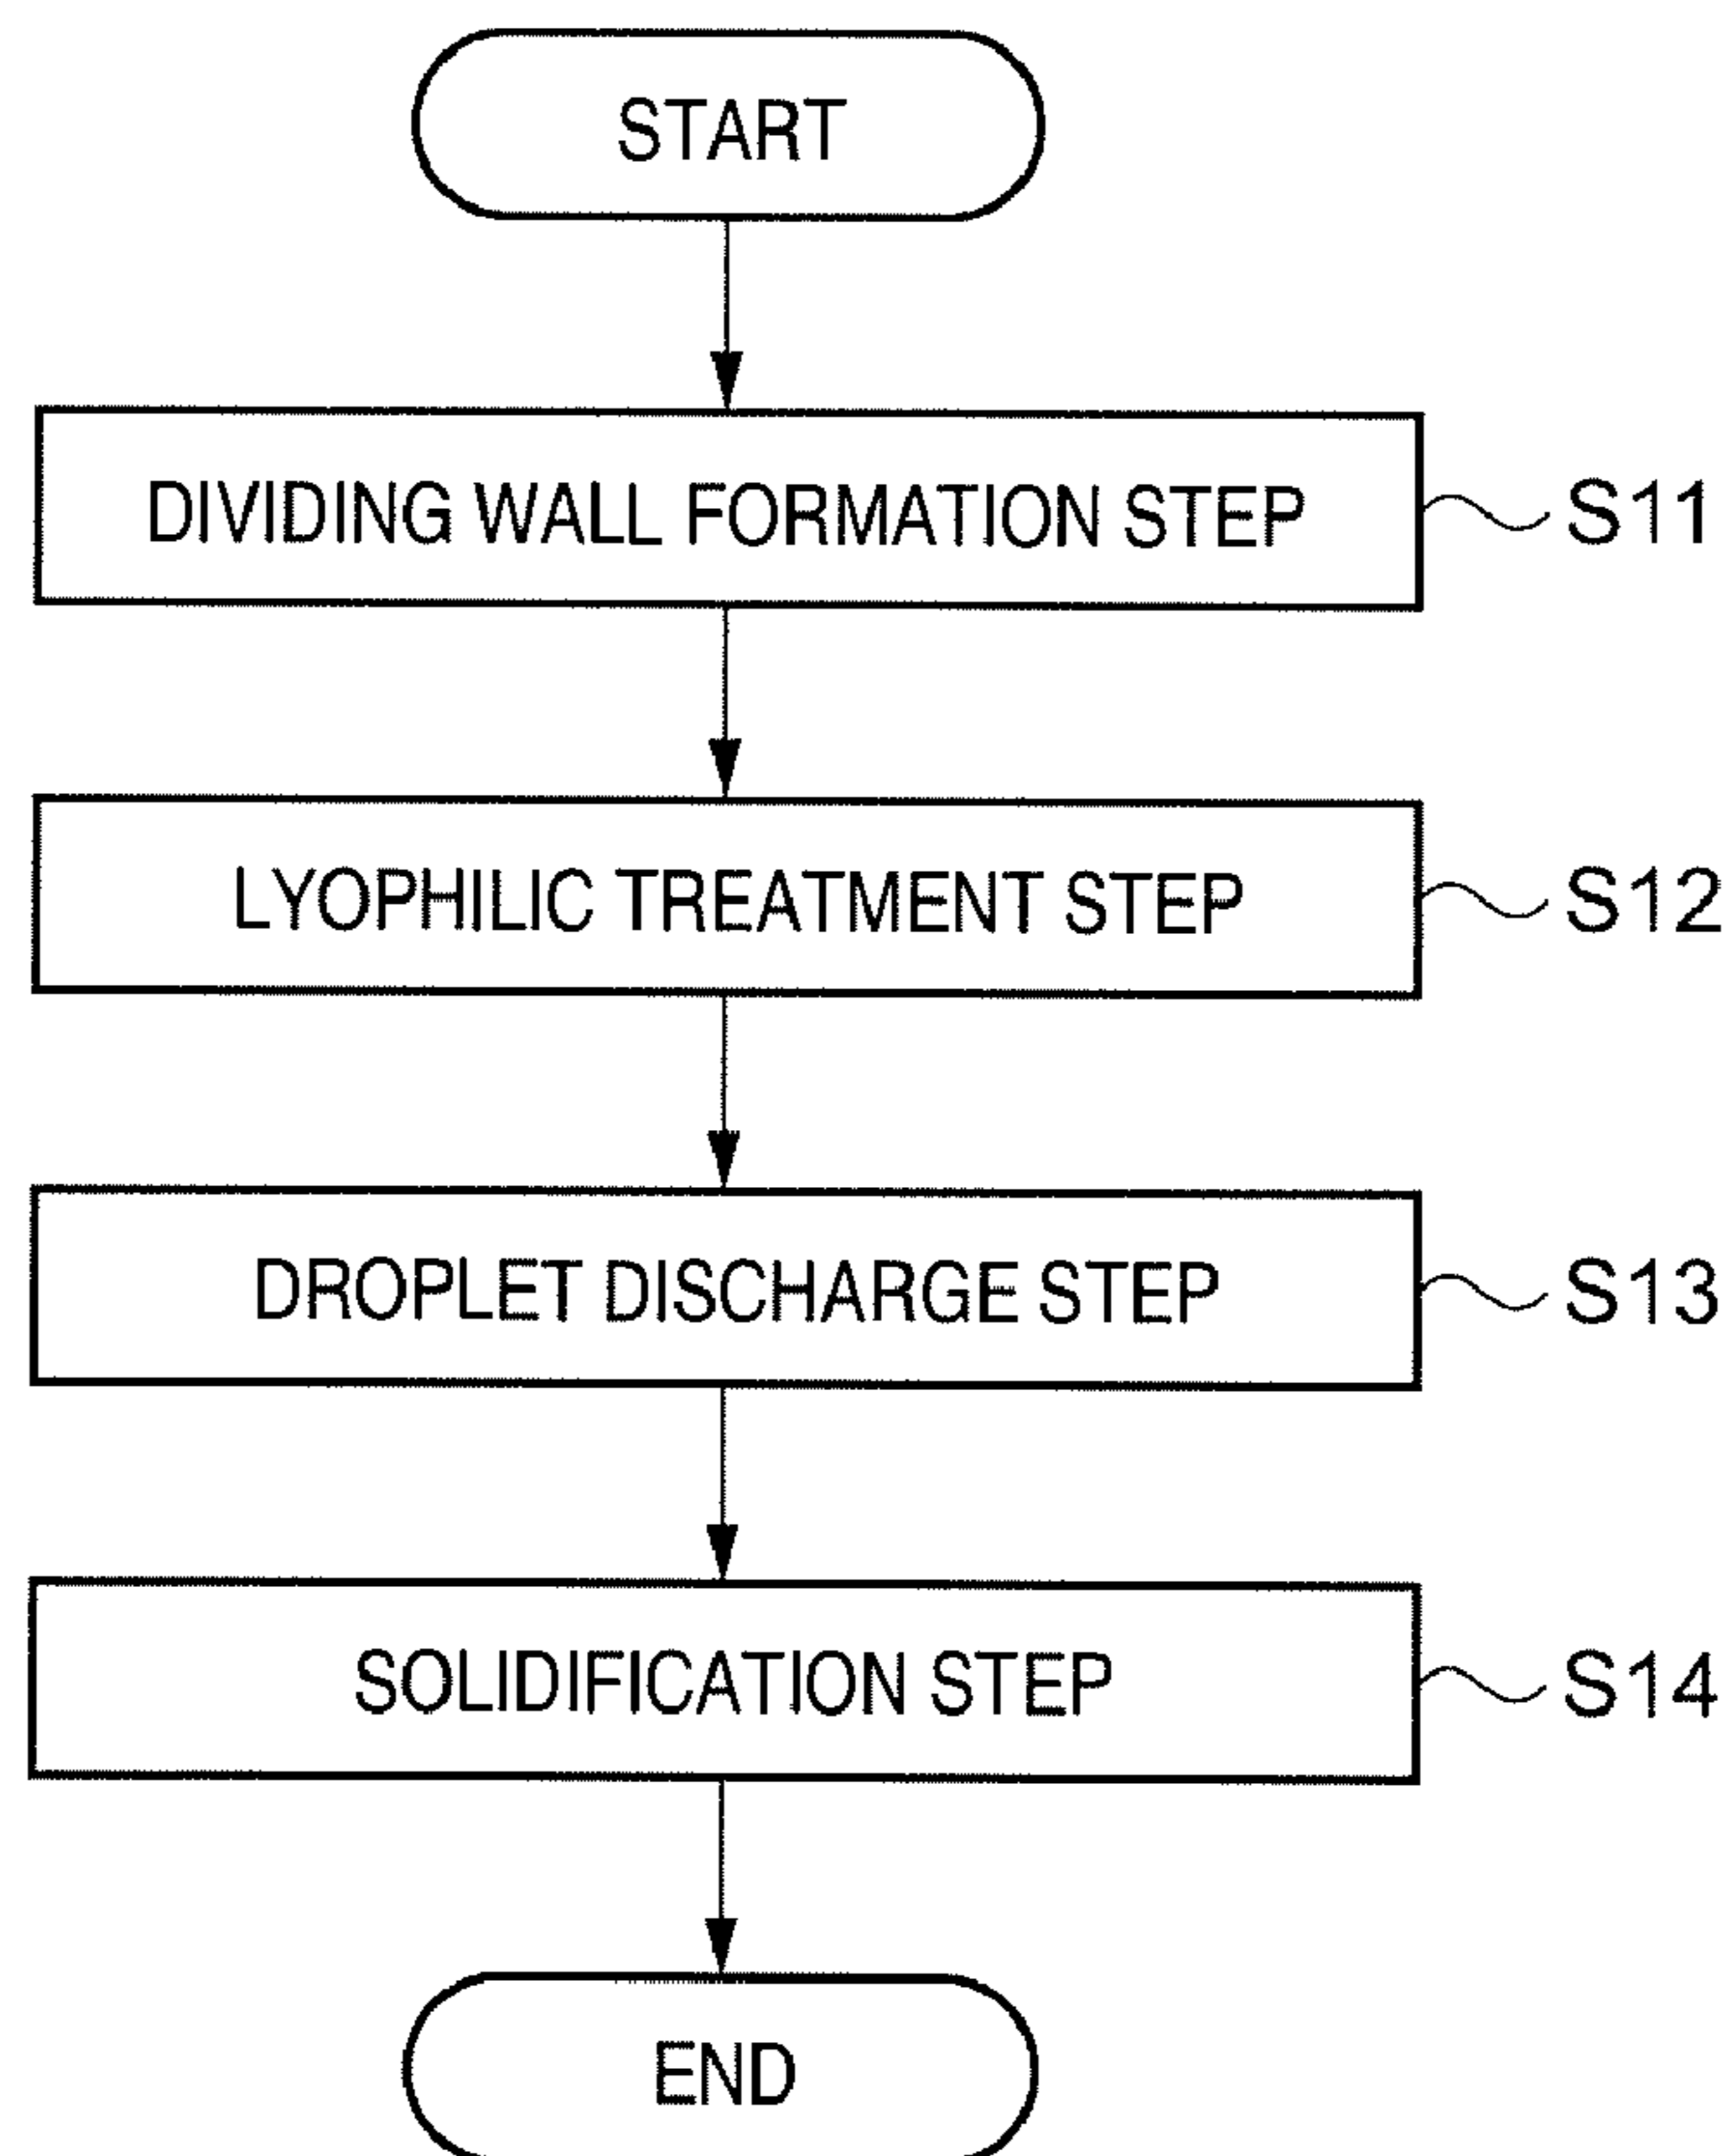 START
DIVIDING WALL FORMATION STEP S11
LYOPHILIC TREATMENT STEP S12
DROPLET DISCHARGE STEP S13
SOLIDIFICATION STEP S14
END